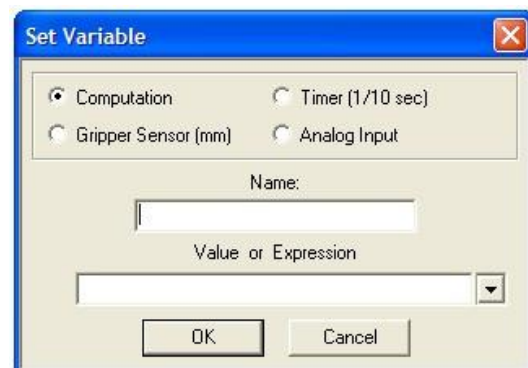 Set Variable
Computation Timer (1/10 sec)
Gripper Sensor (mm) Analog Input
Name:
Value or Expression
OK Cancel